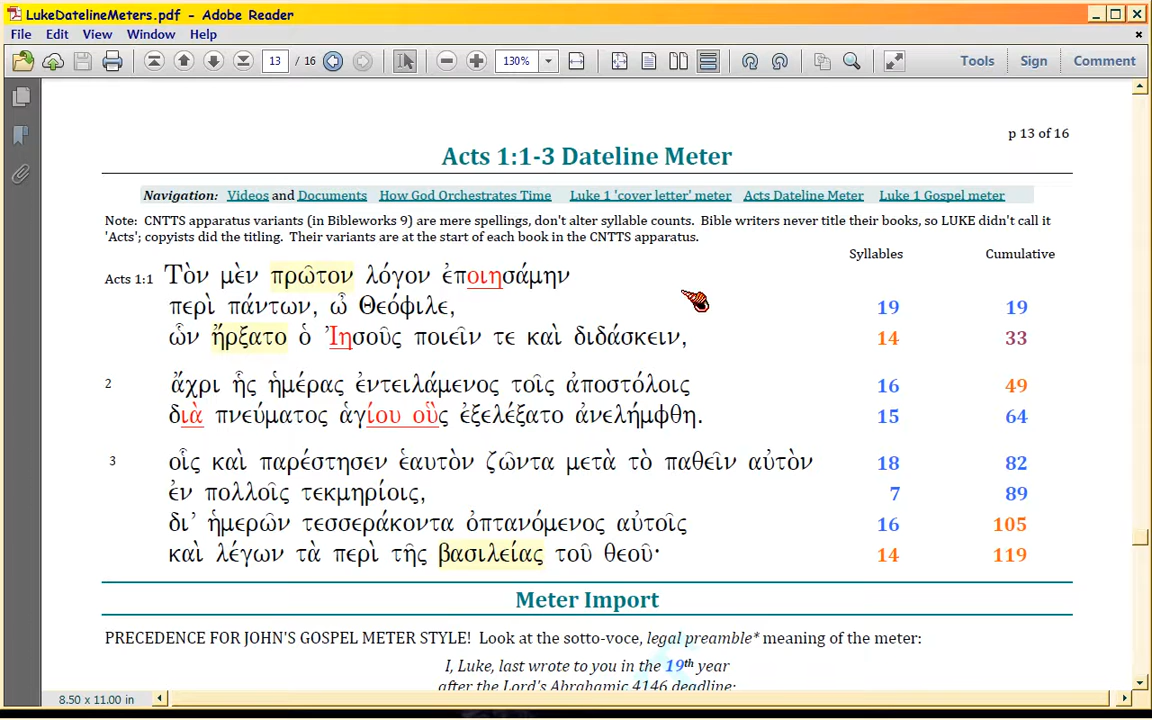 LukeDatelineMeters.pdf - Adobe Reader
File Edit View Window Help
13 / 16 130% Tools Sign Comment
p 13 of 16
Acts 1:1-3 Dateline Meter
Navigation: Videos and Documents How God Orchestrates Time Luke 1 'cover letter' meter Acts Dateline Meter Luke 1 Gospel meter
Note: CNTTS apparatus variants (in Bibleworks 9) are mere spellings, don't alter syllable counts. Bible writers never title their books, so LUKE didn't call it
'Acts'; copyists did the titling. Their variants are at the start of each book in the CNTTS apparatus.
Syllables Cumulative
Acts 1:1 Τὸν μὲν πρῶτον λόγον ἐποιησάμην
περὶ πάντων, ὦ Θεόφιλε, 19 19
ὧν ἤρξατο ὁ Ἰησοῦς ποιεῖν τε καὶ διδάσκειν, 14 33
2 ἄχρι ἧς ἡμέρας ἐντειλάμενος τοῖς ἀποστόλοις 16 49
διὰ πνεύματος ἁγίου οὓς ἐξελέξατο ἀνελήμφθη. 15 64
3 οἷς καὶ παρέστησεν ἑαυτὸν ζῶντα μετὰ τὸ παθεῖν αὐτὸν 18 82
ἐν πολλοῖς τεκμηρίοις, 7 89
δι’ ἡμερῶν τεσσεράκοντα ὀπτανόμενος αὐτοῖς 16 105
καὶ λέγων τὰ περὶ τῆς βασιλείας τοῦ θεοῦ· 14 119
Meter Import
PRECEDENCE FOR JOHN'S GOSPEL METER STYLE! Look at the sotto-voce, legal preamble* meaning of the meter:
I, Luke, last wrote to you in the 19th year
after the Lord's Abrahamic 4146 deadline;
8.50 x 11.00 in